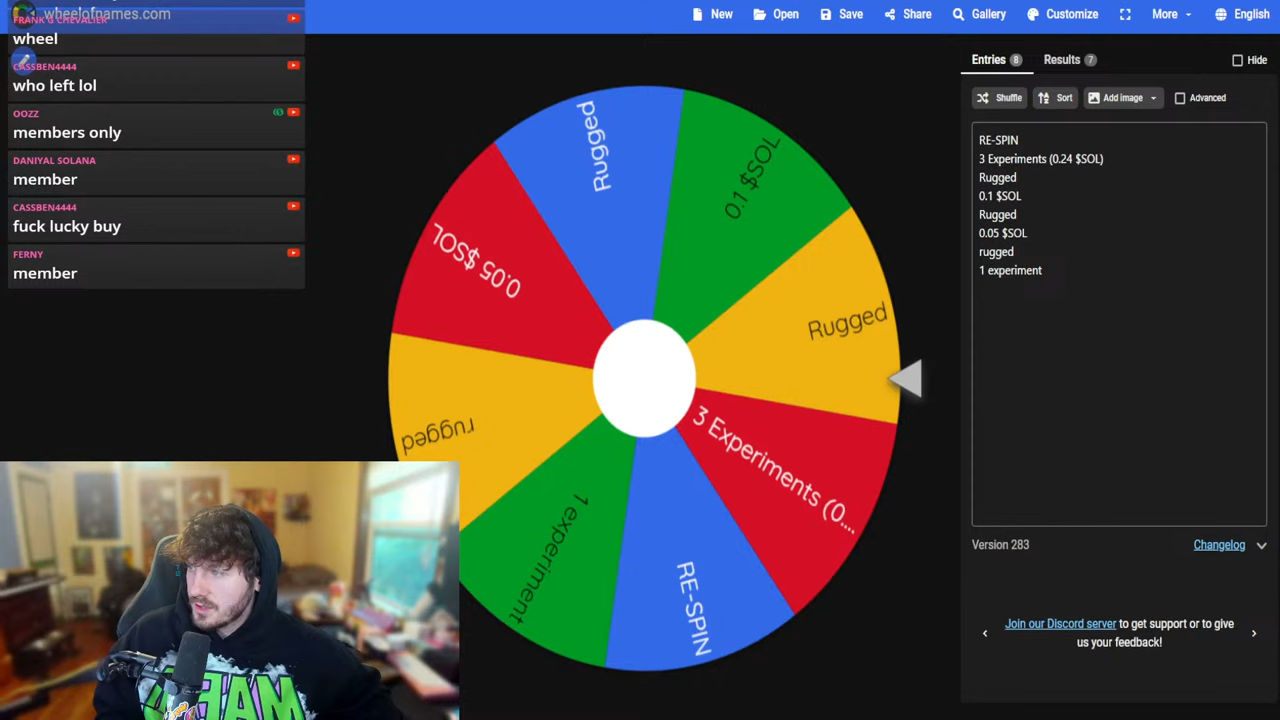 wheelofnames.com
New
Open
Save
Share
Gallery
Customize
More
English
FRANK G CHEVALIER
wheel
CASSBEN4444
who left lol
OOZZ
members only
DANIYAL SOLANA
member
CASSBEN4444
fuck lucky buy
FERNY
member
Rugged
0.1 $SOL
Rugged
3 Experiments (0....
RE-SPIN
1 experiment
rugged
0.05 $SOL
Entries 8
Results 7
Hide
Shuffle
Sort
Add image
Advanced
RE-SPIN
3 Experiments (0.24 $SOL)
Rugged
0.1 $SOL
Rugged
0.05 $SOL
rugged
1 experiment
Version 283
Changelog
Join our Discord server to get support or to give
us your feedback!